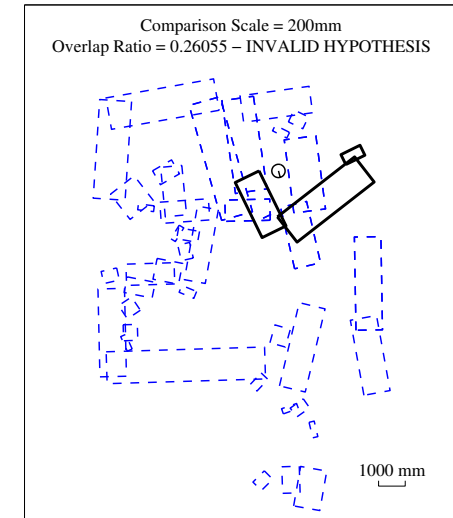 Comparison Scale = 200mm
Overlap Ratio = 0.26055 – INVALID HYPOTHESIS
1000 mm